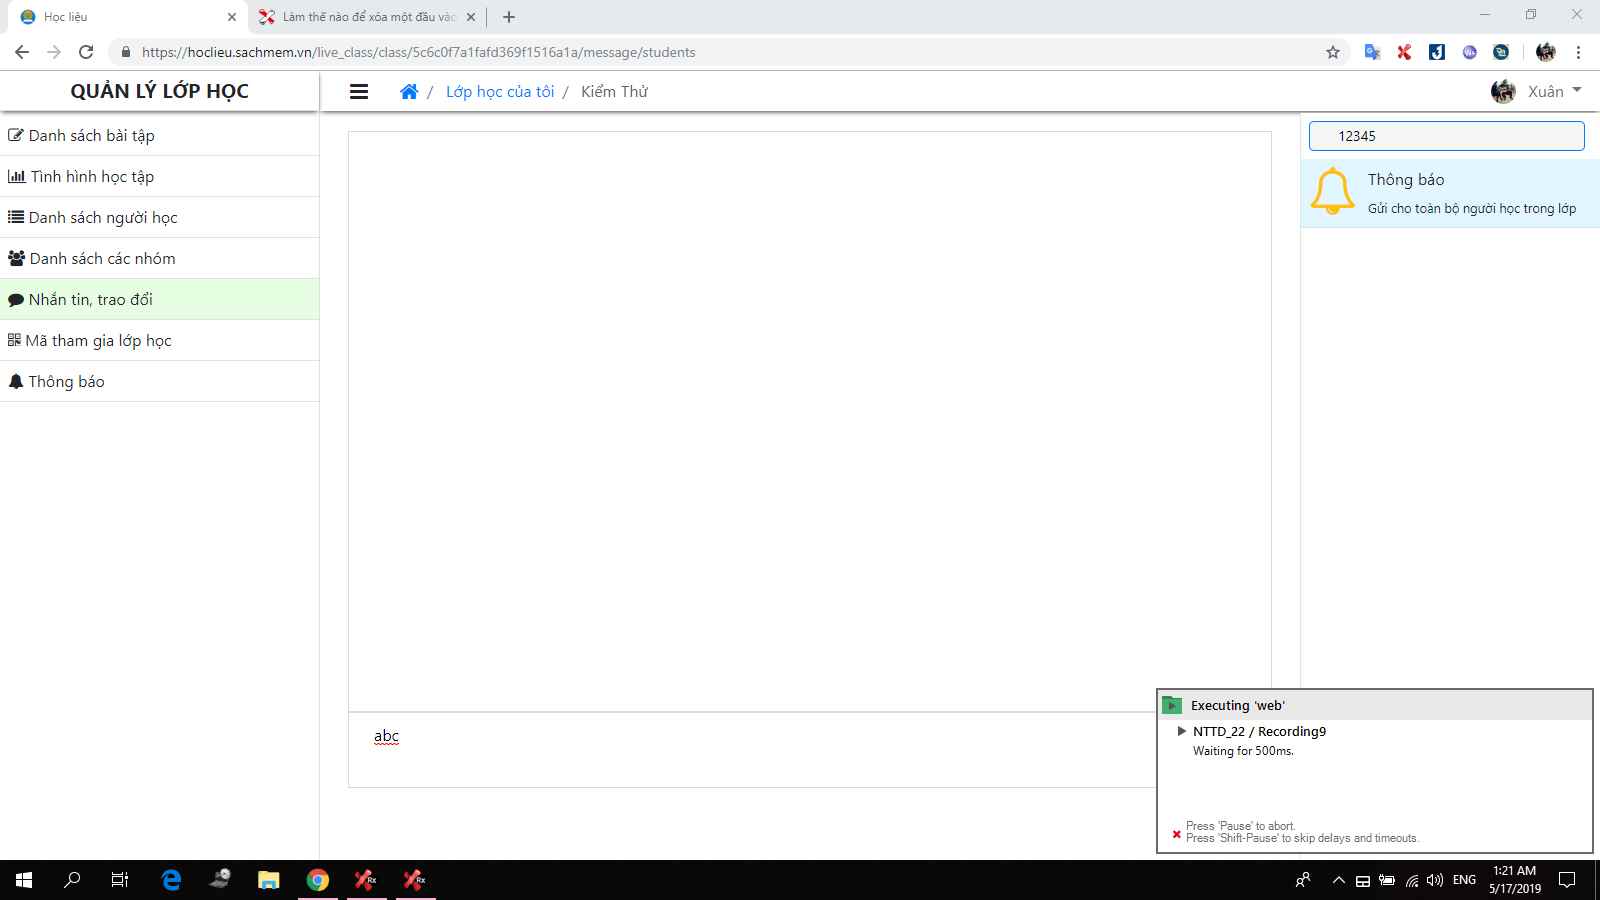 Học liệu
Làm thế nào để xóa một đầu vào
https://hoclieu.sachmem.vn/live_class/class/5c6c0f7a1fafd369f1516a1a/message/students
QUẢN LÝ LỚP HỌC
/ Lớp học của tôi / Kiểm Thử
Xuân
Danh sách bài tập
Tình hình học tập
Danh sách người học
Danh sách các nhóm
Nhắn tin, trao đổi
Mã tham gia lớp học
Thông báo
12345
Thông báo
Gửi cho toàn bộ người học trong lớp
abc
Executing 'web'
NTTD_22 / Recording9
Waiting for 500ms.
Press 'Pause' to abort.
Press 'Shift-Pause' to skip delays and timeouts.
Rx
Rx
ENG
1:21 AM
5/17/2019